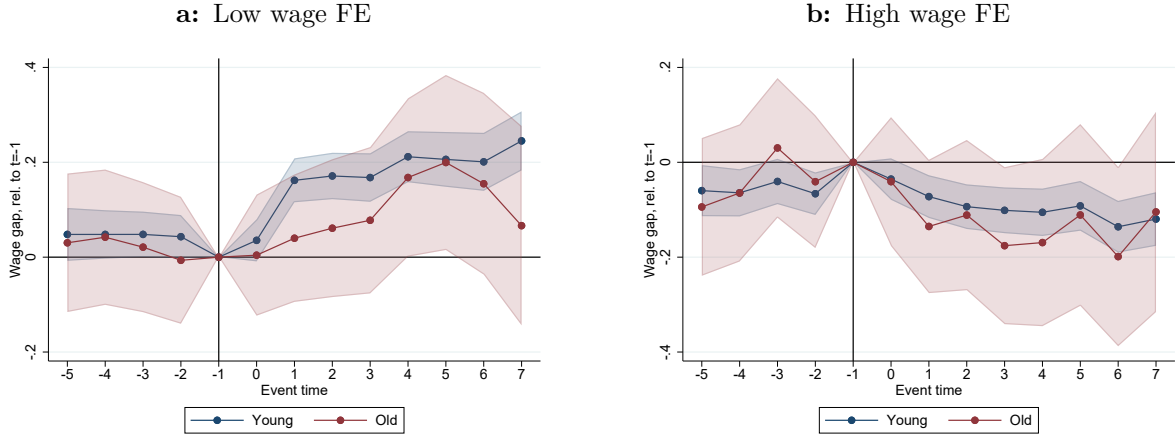 a: Low wage FE
Wage gap, rel. to t=-1
.4
.2
0
-.2
-5 -4 -3 -2 -1 0 1 2 3 4 5 6 7
Event time
Young Old
b: High wage FE
Wage gap, rel. to t=-1
.2
0
-.2
-.4
-5 -4 -3 -2 -1 0 1 2 3 4 5 6 7
Event time
Young Old